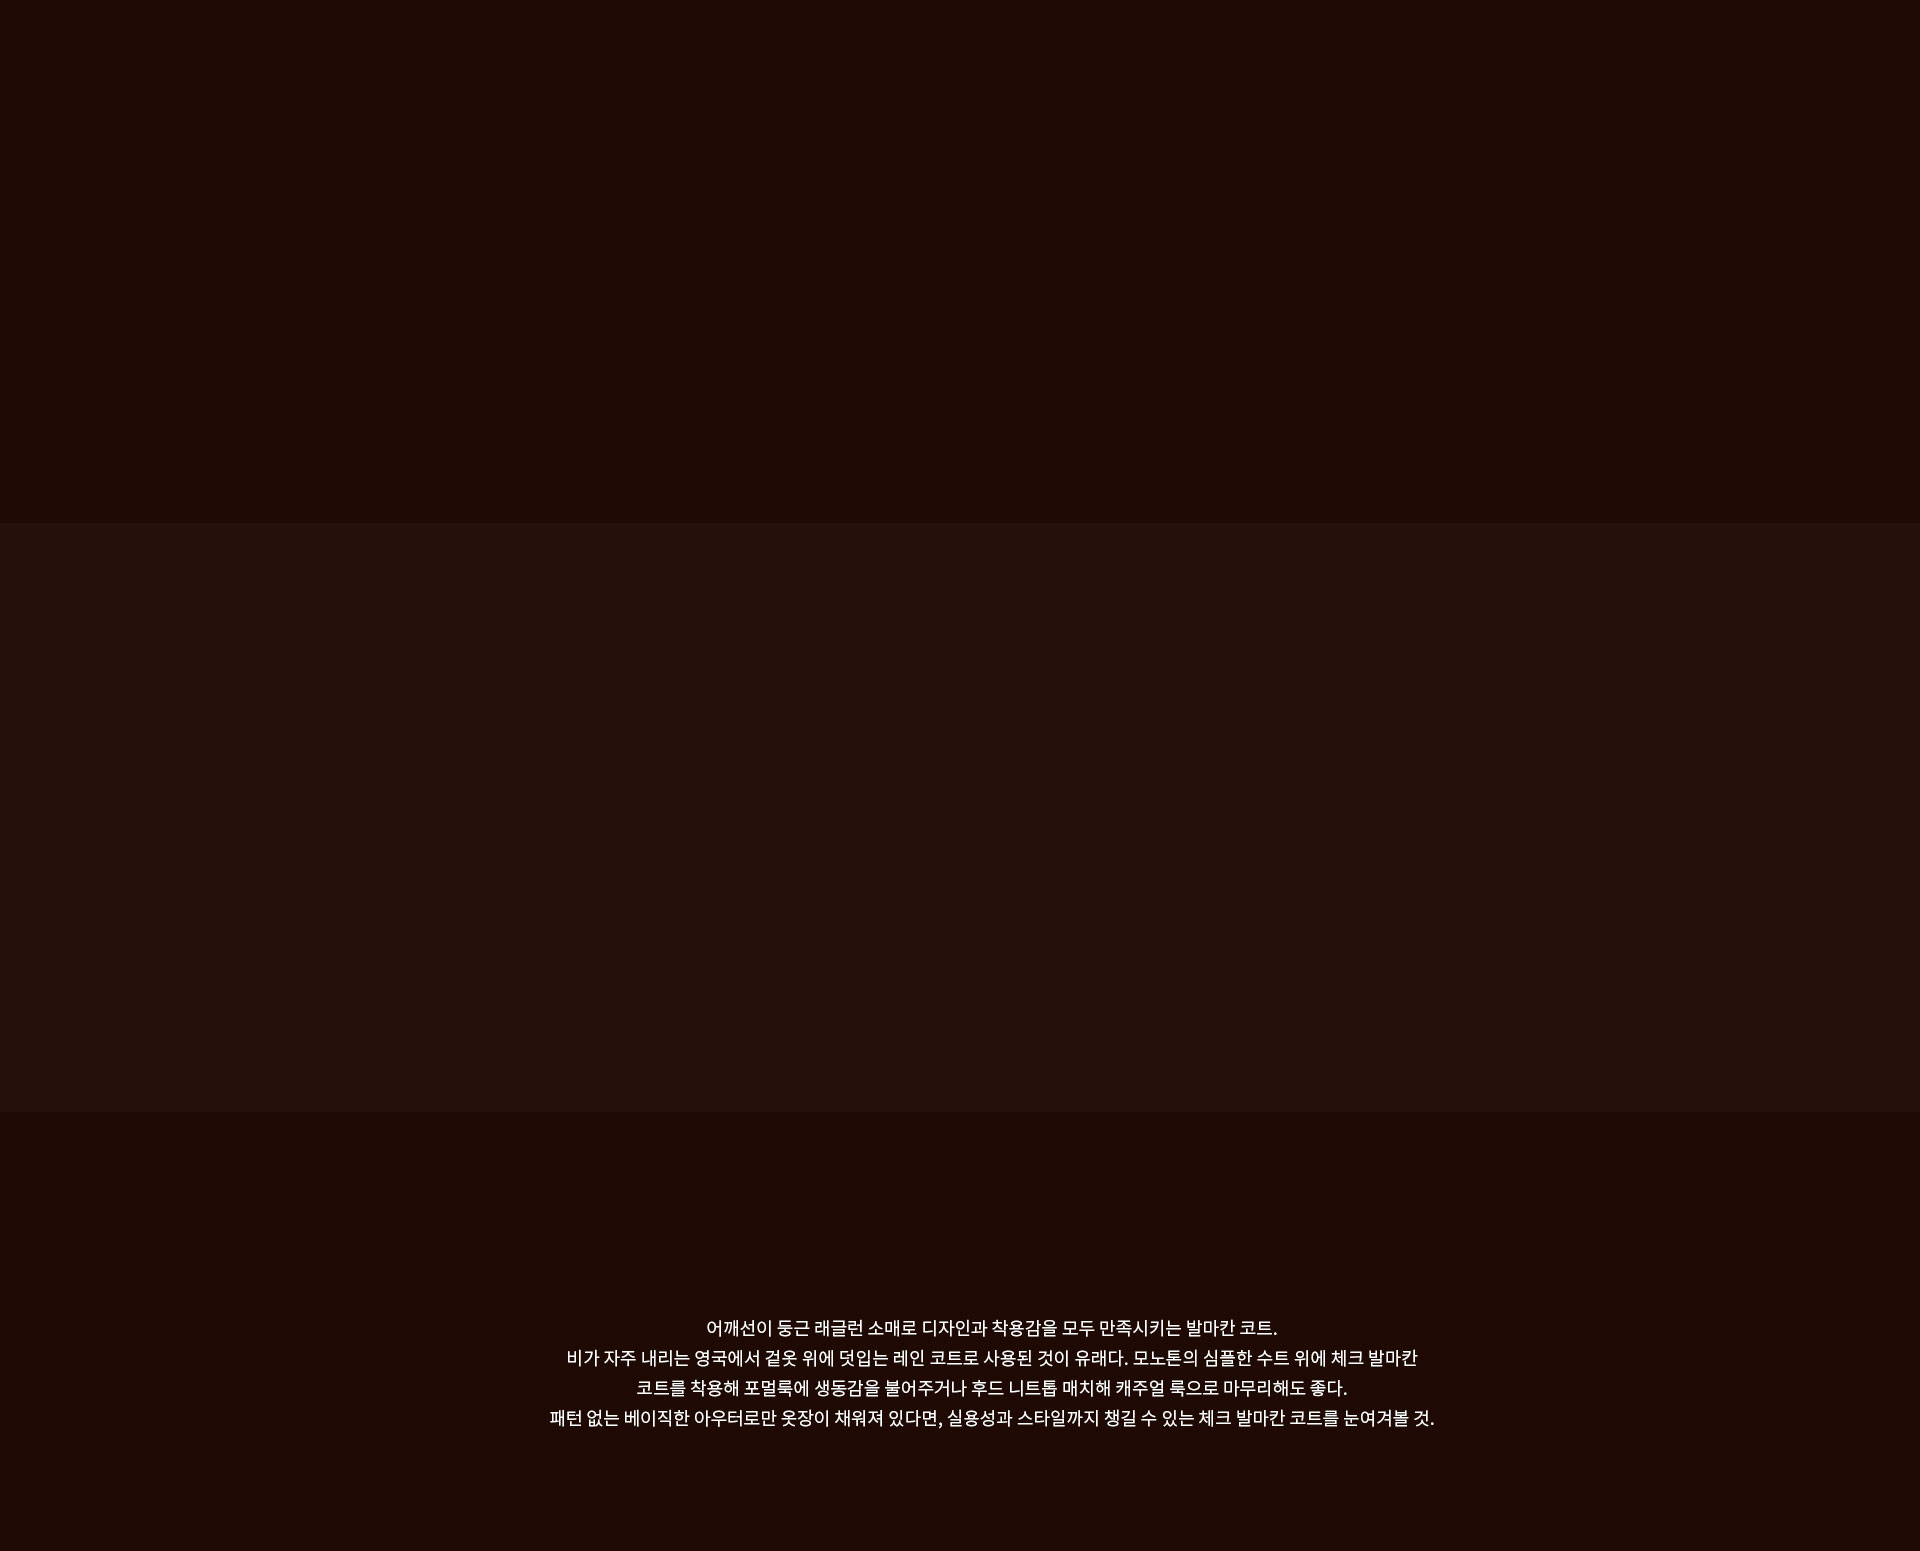 어깨선이 둥근 래글런 소매로 디자인과 착용감을 모두 만족시키는 발마칸 코트.
비가 자주 내리는 영국에서 겉옷 위에 덧입는 레인 코트로 사용된 것이 유래다. 모노톤의 심플한 수트 위에 체크 발마칸
코트를 착용해 포멀룩에 생동감을 불어주거나 후드 니트톱 매치해 캐주얼 룩으로 마무리해도 좋다.
패턴 없는 베이직한 아우터로만 옷장이 채워져 있다면, 실용성과 스타일까지 챙길 수 있는 체크 발마칸 코트를 눈여겨볼 것.